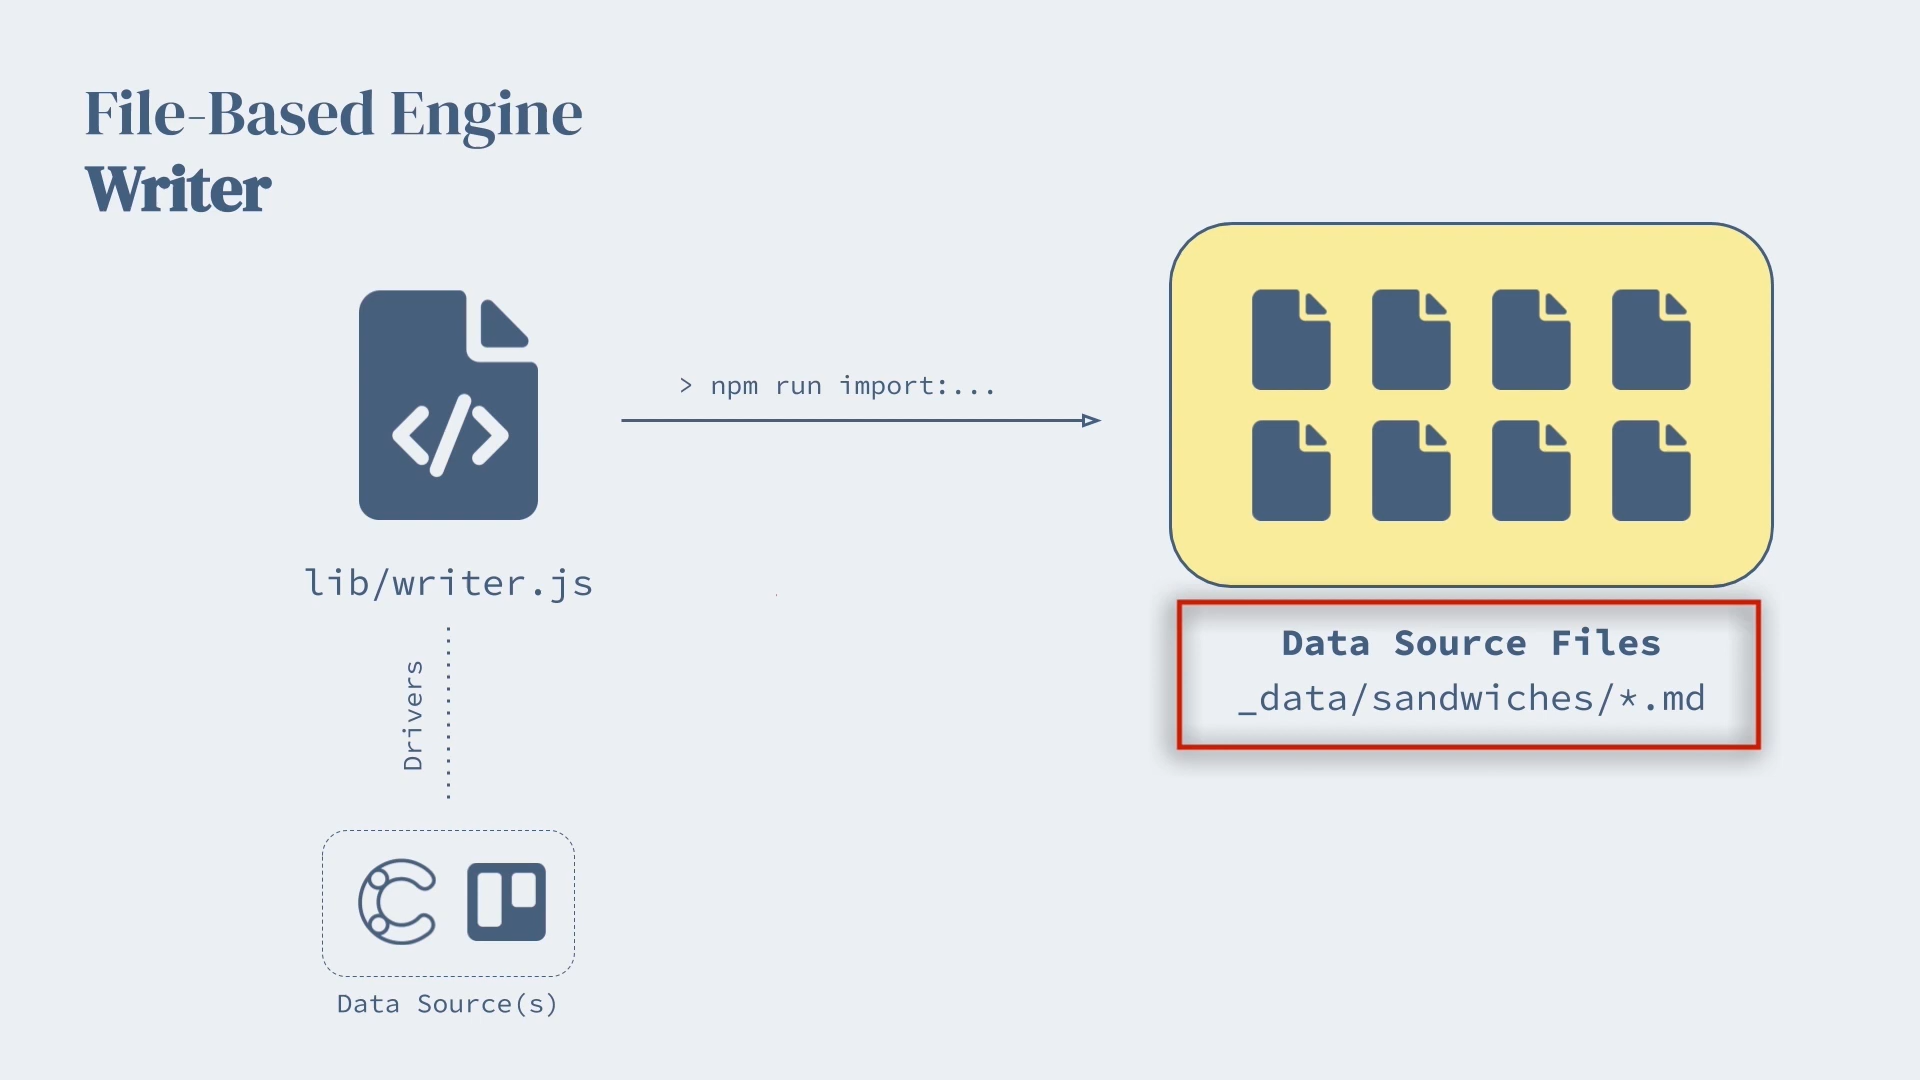 File-Based Engine
Writer
> npm run import:...
lib/writer.js
Data Source Files
_data/sandwiches/*.md
Drivers
Data Source(s)